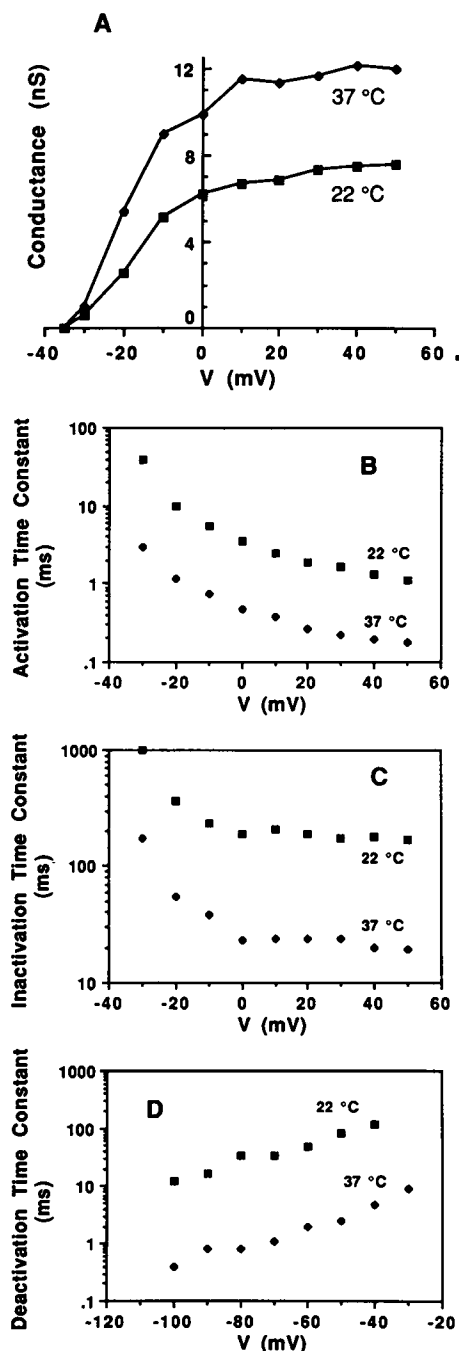 A
Conductance (nS)
12
8
4
0
37 °C
22 °C
-40 -20 0 20 40 60
V (mV)
B
Activation Time Constant
(ms)
100
10
1
.1
22 °C
37 °C
-40 -20 0 20 40 60
V (mV)
C
Inactivation Time Constant
(ms)
1000
100
10
22 °C
37 °C
-40 -20 0 20 40 60
V (mV)
D
Deactivation Time Constant
(ms)
1000
100
10
1
.1
22 °C
37 °C
-120 -100 -80 -60 -40 -20
V (mV)